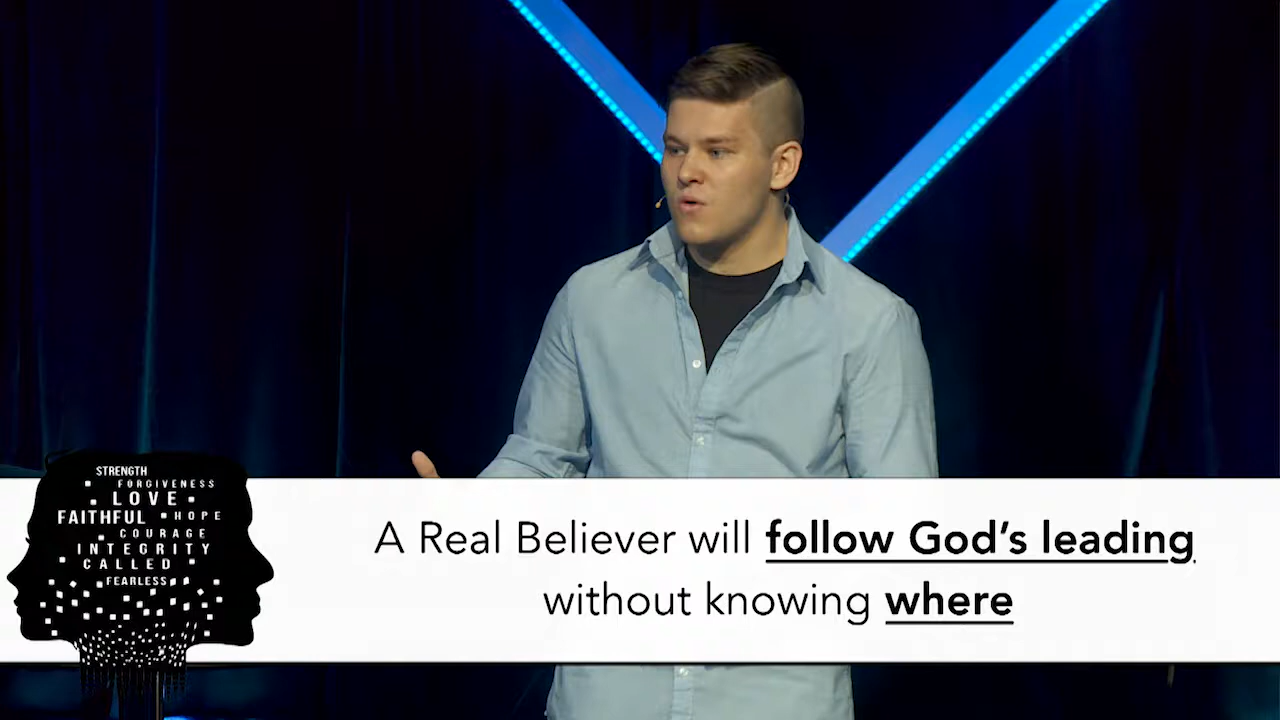 STRENGTH
FORGIVENESS
LOVE
FAITHFUL HOPE
COURAGE
INTEGRITY
CALLED
FEARLESS
A Real Believer will follow God's leading
without knowing where